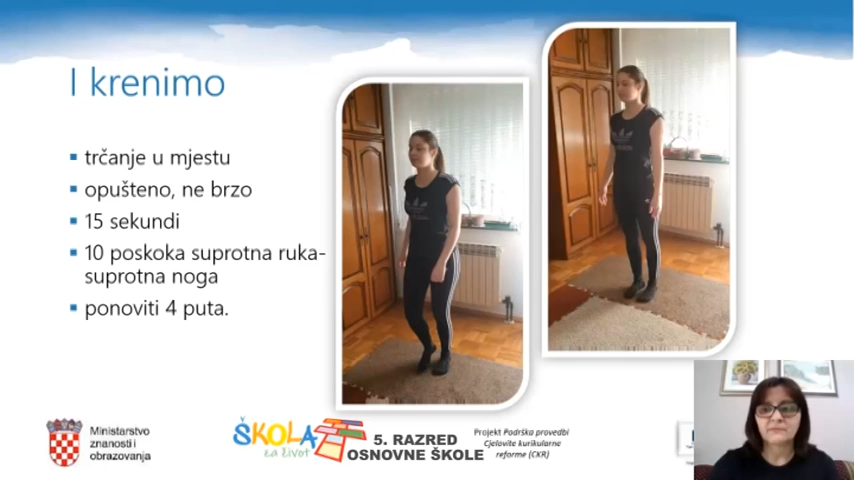 I krenimo
trčanje u mjestu
opušteno, ne brzo
15 sekundi
10 poskoka suprotna ruka-
suprotna noga
ponoviti 4 puta.
Ministarstvo
znanosti i
obrazovanja
ŠKOLA
za život
5. RAZRED
OSNOVNE ŠKOLE
Projekt Podrška provedbi
Cjelovite kurikularne
reforme (CKR)